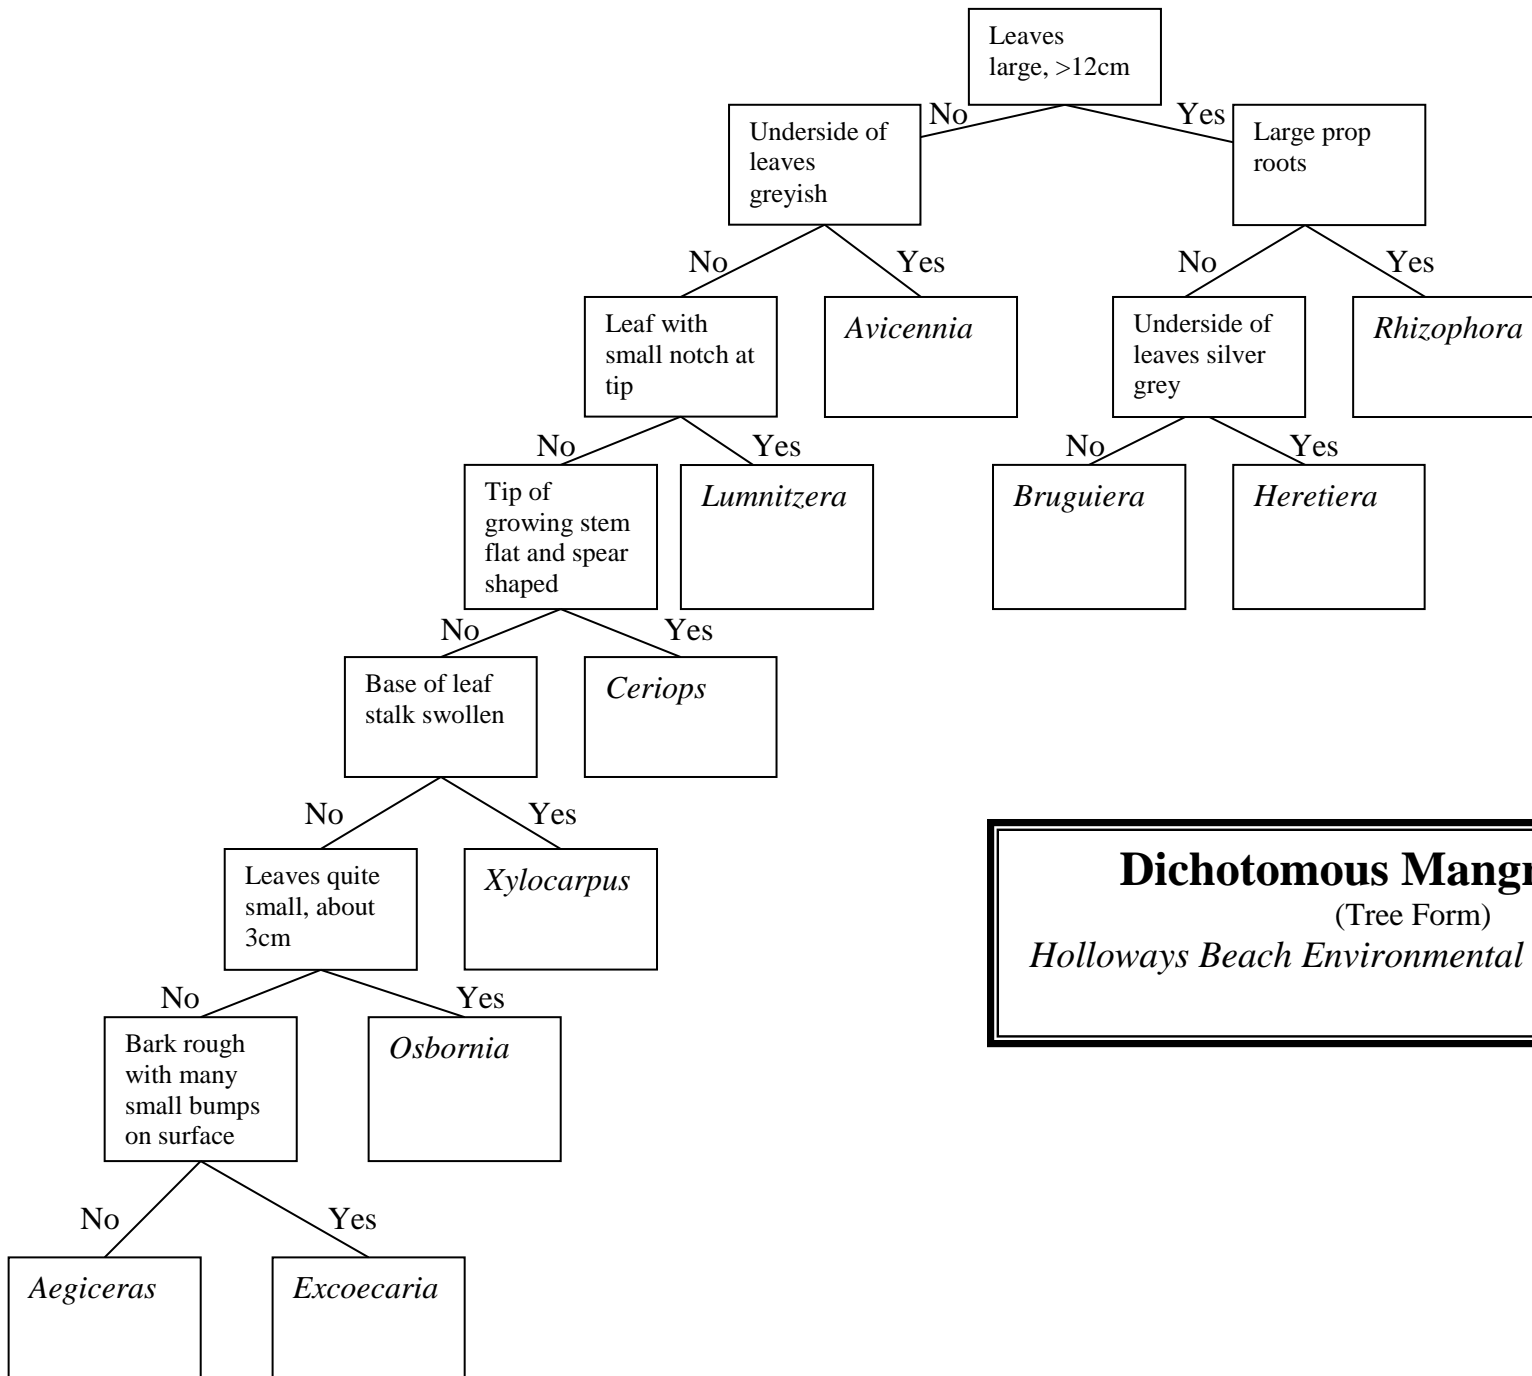 Leaves
large, >12cm
No
Yes
Underside of
leaves
greyish
Large prop
roots
No
Yes
No
Yes
Leaf with
small notch at
tip
Avicennia
Underside of
leaves silver
grey
Rhizophora
No
Yes
No
Yes
Tip of
growing stem
flat and spear
shaped
Lumnitzera
Bruguiera
Heretiera
No
Yes
Base of leaf
stalk swollen
Ceriops
No
Yes
Leaves quite
small, about
3cm
Xylocarpus
Dichotomous
(Tree Form)
Holloways Beach Environmental
No
Yes
Bark rough
with many
small bumps
on surface
Osbornia
No
Yes
Aegiceras
Excoecaria